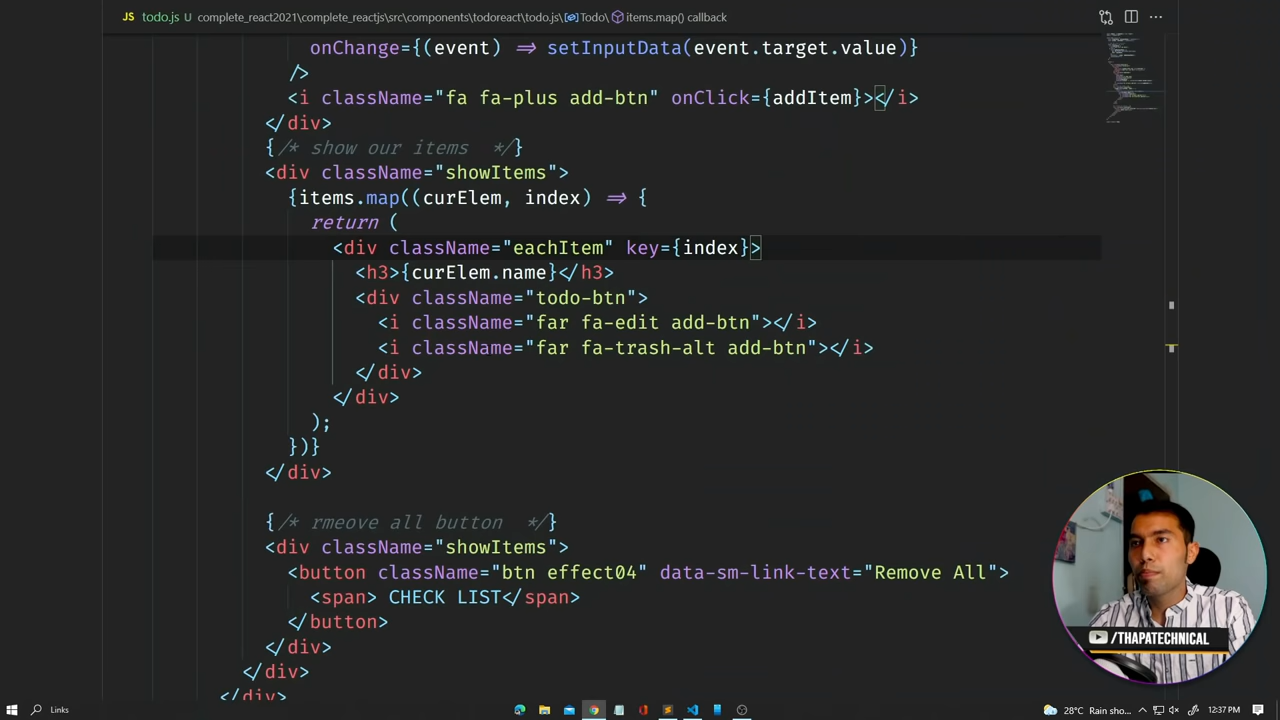 JS todo.js U complete_react2021\complete_reactjs\src\components\todoreact\todo.js\Todo\items.map() callback
onChange={(event) => setInputData(event.target.value)}
/>
<i className="fa fa-plus add-btn" onClick={addItem}></i>
</div>
{/* show our items  */}
<div className="showItems">
{items.map((curElem, index) => {
return (
<div className="eachItem" key={index}>
<h3>{curElem.name}</h3>
<div className="todo-btn">
<i className="far fa-edit add-btn"></i>
<i className="far fa-trash-alt add-btn"></i>
</div>
</div>
);
})}
</div>
{/* rmeove all button  */}
<div className="showItems">
<button className="btn effect04" data-sm-link-text="Remove All">
<span> CHECK LIST</span>
</button>
</div>
</div>
</div>
/THAPATECHNICAL
Links
28°C Rain sho... 12:37 PM